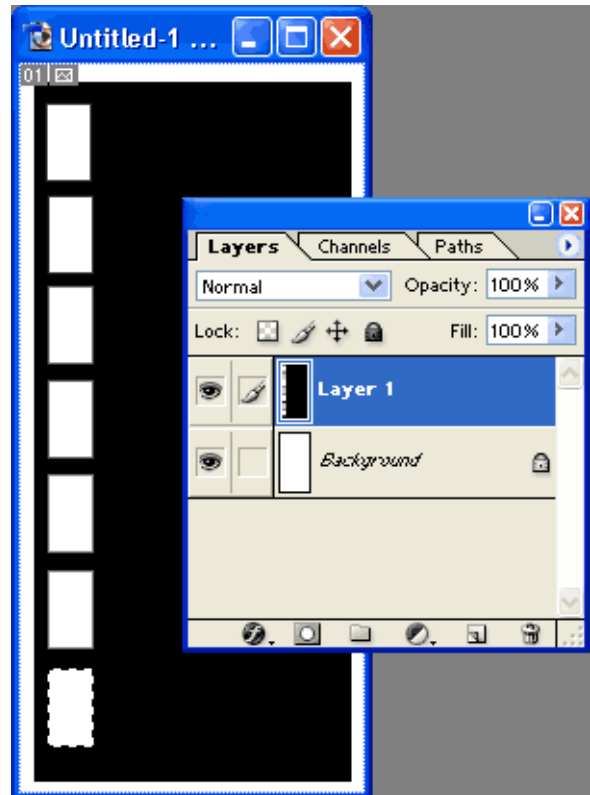 Untitled-1 ...
01
Layers Channels Paths
Normal Opacity: 100%
Lock: Fill: 100%
Layer 1
Background